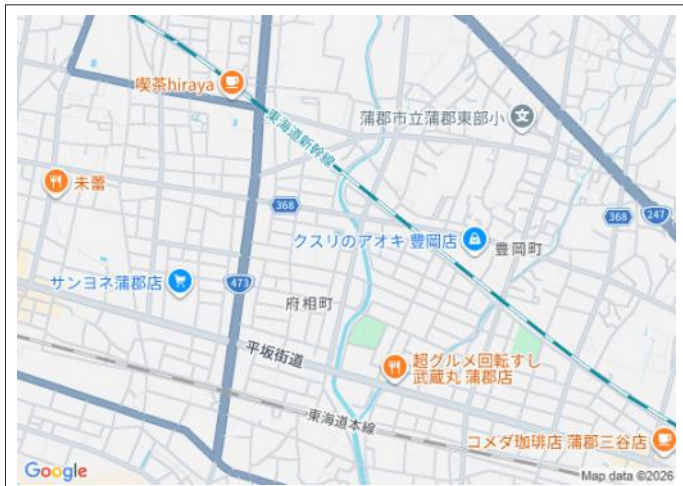 喫茶hiraya
東海道新幹線
蒲郡市立蒲郡東部小
未蕾
368
368
247
クスリのアオキ 豊岡店
豊岡町
サンヨネ蒲郡店
473
府相町
平坂街道
超グルメ回転すし
武蔵丸 蒲郡店
東海道本線
コメダ珈琲店 蒲郡三谷店
Google
Map data ©2026